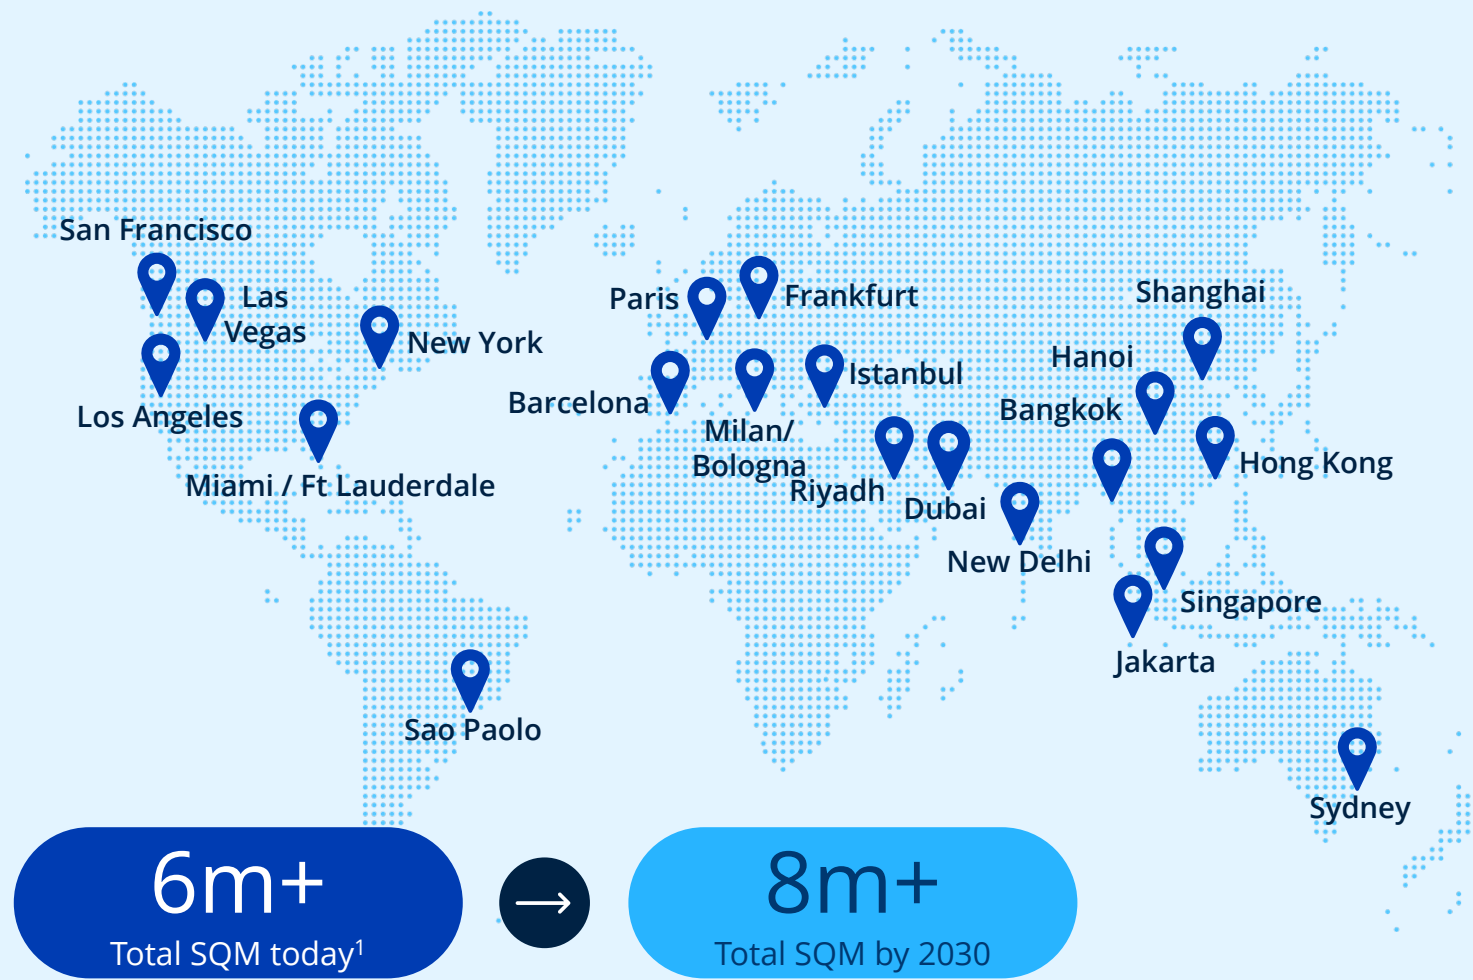 San Francisco
Las
Vegas
New York
Los Angeles
Miami / Ft Lauderdale
Sao Paolo
Paris
Frankfurt
Barcelona
Milan/
Bologna
Istanbul
Riyadh
Dubai
New Delhi
Shanghai
Hanoi
Bangkok
Hong Kong
Singapore
Jakarta
Sydney
6m+
Total SQM today¹
8m+
Total SQM by 2030